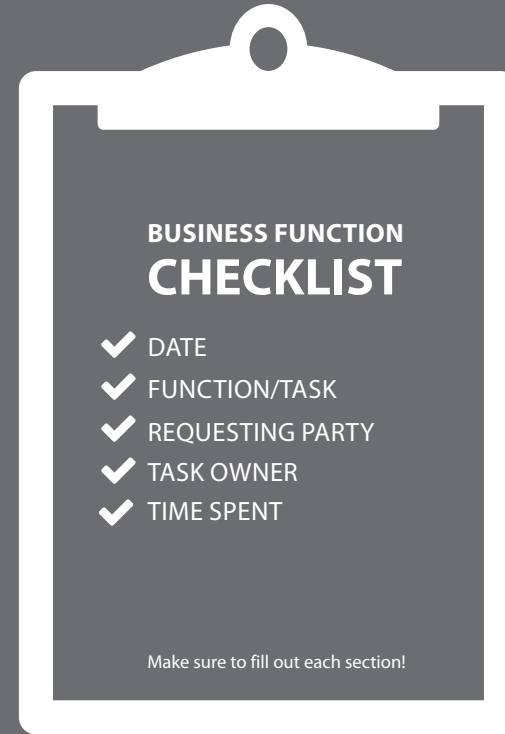 BUSINESS FUNCTION
CHECKLIST
DATE
FUNCTION/TASK
REQUESTING PARTY
TASK OWNER
TIME SPENT
Make sure to fill out each section!